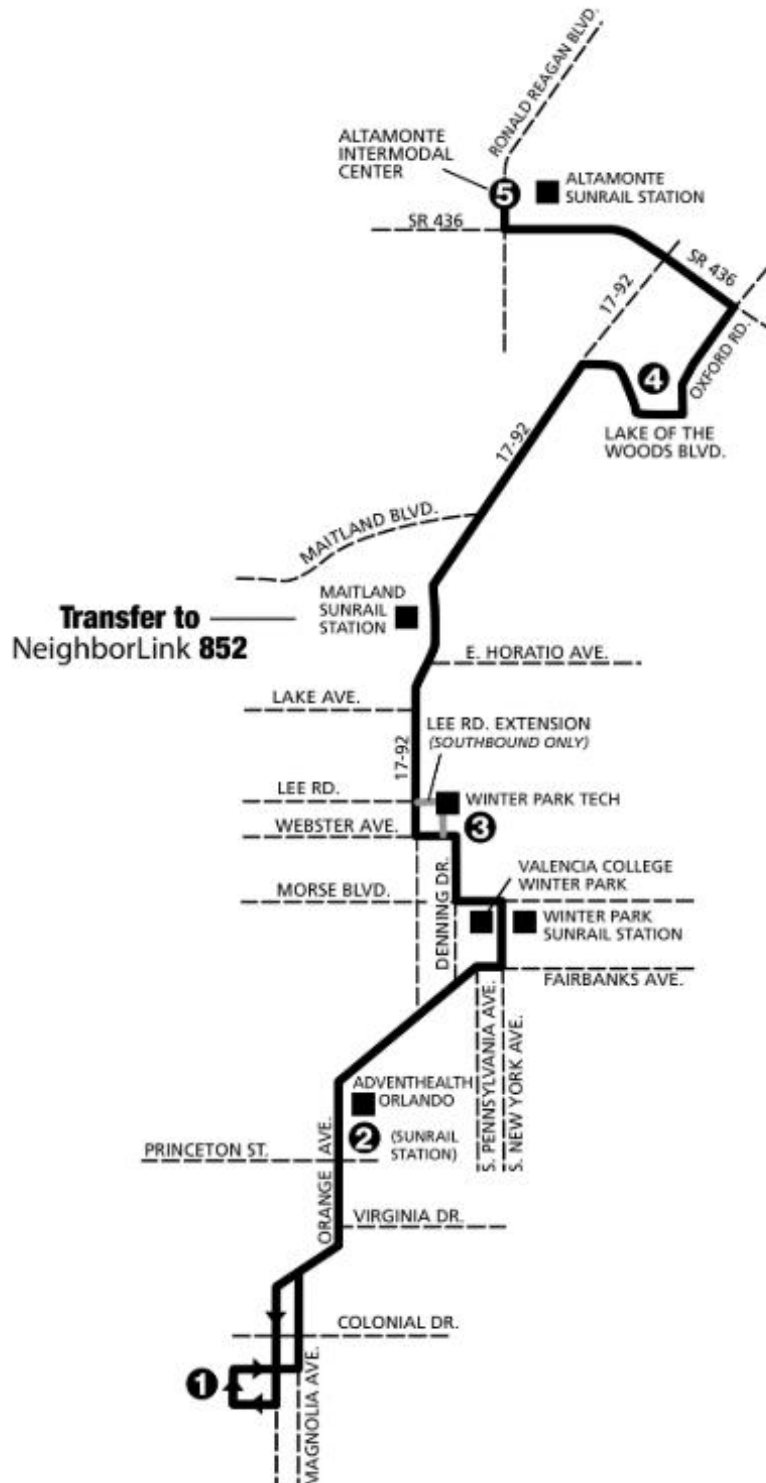 RONALD REAGAN BLVD.
ALTAMONTE
INTERMODAL
CENTER
5
ALTAMONTE
SUNRAIL STATION
SR 436
SR 436
17-92
OXFORD RD.
4
LAKE OF THE
WOODS BLVD.
17-92
MAITLAND BLVD.
MAITLAND
SUNRAIL
STATION
Transfer to
NeighborLink 852
E. HORATIO AVE.
LAKE AVE.
LEE RD. EXTENSION
(SOUTHBOUND ONLY)
17-92
LEE RD.
WINTER PARK TECH
3
WEBSTER AVE.
DENNING DR.
VALENCIA COLLEGE
WINTER PARK
MORSE BLVD.
WINTER PARK
SUNRAIL STATION
FAIRBANKS AVE.
S. PENNSYLVANIA AVE.
S. NEW YORK AVE.
ADVENTHEALTH
ORLANDO
2
(SUNRAIL
STATION)
PRINCETON ST.
ORANGE AVE.
VIRGINIA DR.
COLONIAL DR.
1
MAGNOLIA AVE.